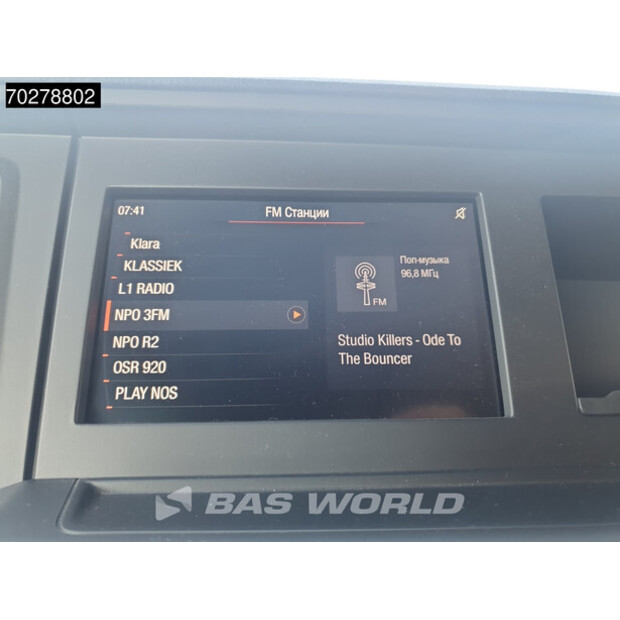 70278802
07:41
FM Станции
Klara
KLASSIEK
L1 RADIO
NPO 3FM
NPO R2
OSR 920
PLAY NOS
Поп-музыка
96,8 МГц
FM
Studio Killers - Ode To
The Bouncer
BAS WORLD